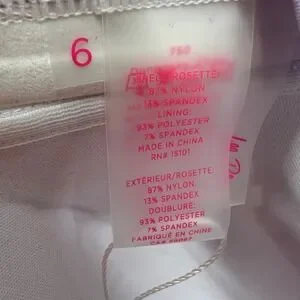 6
SHELL/ROSETTE:
87% NYLON
13% SPANDEX
LINING:
93% POLYESTER
7% SPANDEX
MADE IN CHINA
RN# 15101
EXTÉRIEUR/ROSETTE:
87% NYLON
13% SPANDEX
DOUBLURE:
93% POLYESTER
7% SPANDEX
FABRIQUÉ EN CHINE